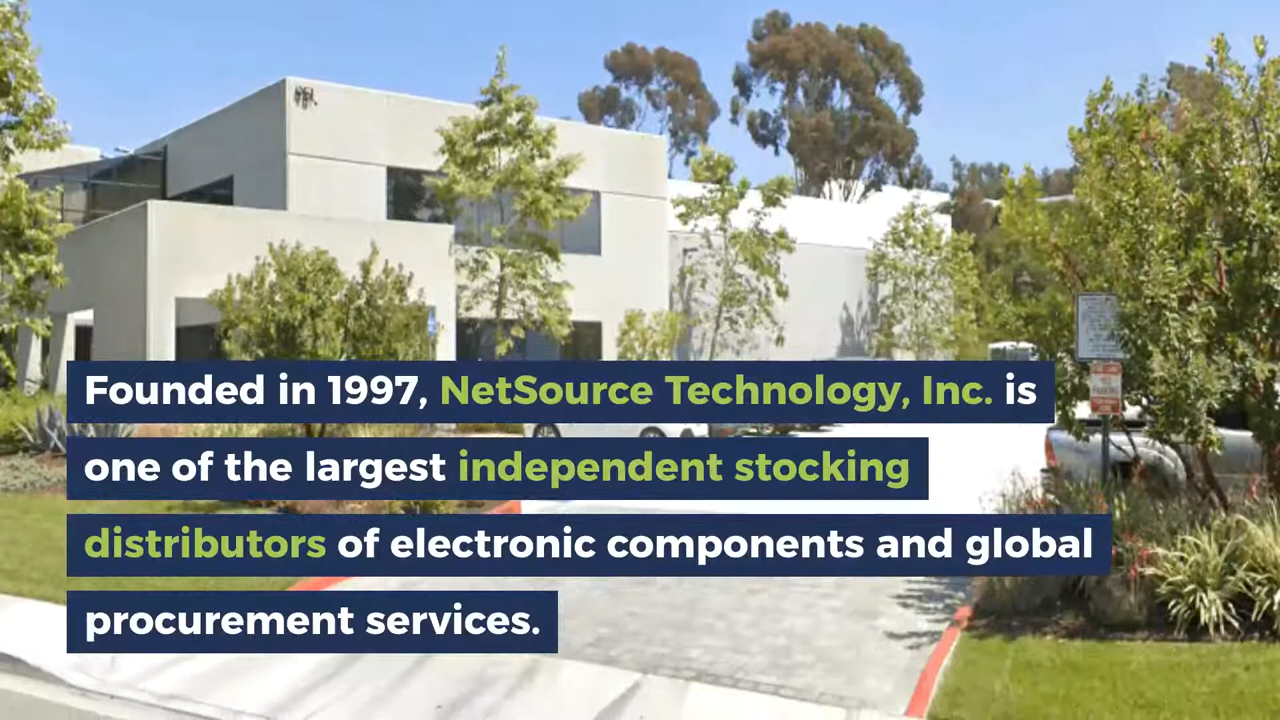 Founded in 1997, NetSource Technology, Inc. is
one of the largest independent stocking
distributors of electronic components and global
procurement services.